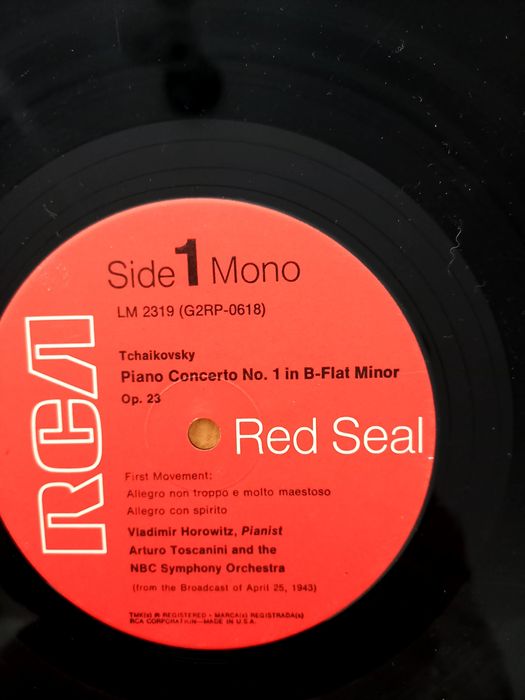 Side 1 Mono
LM 2319 (G2RP-0618)
Tchaikovsky
Piano Concerto No. 1 in B-Flat Minor
Op. 23
RCA
Red Seal
First Movement:
Allegro non troppo e molto maestoso
Allegro con spirito
Vladimir Horowitz, Pianist
Arturo Toscanini and the
NBC Symphony Orchestra
(from the Broadcast of April 25, 1943)
TMK(s) ® REGISTERED • MARCA(s) REGISTRADA(s)
RCA CORPORATION—MADE IN U.S.A.